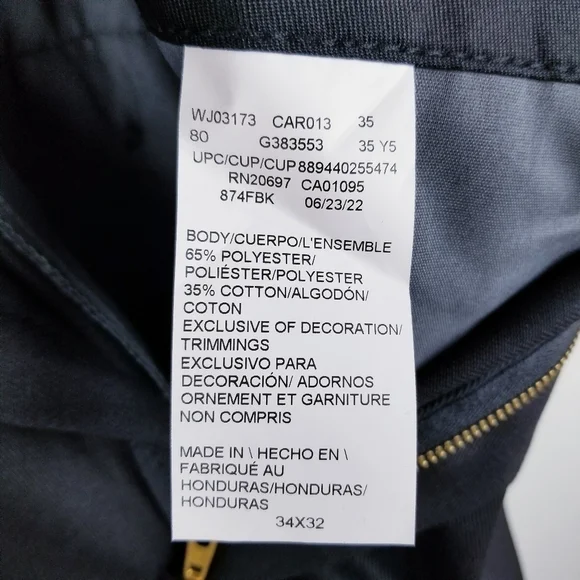 WJ03173 CAR013 35
80 G383553 35 Y5
UPC/CUP/CUP889440255474
RN20697 CA01095
874FBK 06/23/22
BODY/CUERPO/L'ENSEMBLE
65% POLYESTER/
POLIÉSTER/POLYESTER
35% COTTON/ALGODÓN/
COTON
EXCLUSIVE OF DECORATION/
TRIMMINGS
EXCLUSIVO PARA
DECORACIÓN/ ADORNOS
ORNEMENT ET GARNITURE
NON COMPRIS
MADE IN \ HECHO EN \
FABRIQUÉ AU
HONDURAS/HONDURAS/
HONDURAS
34X32